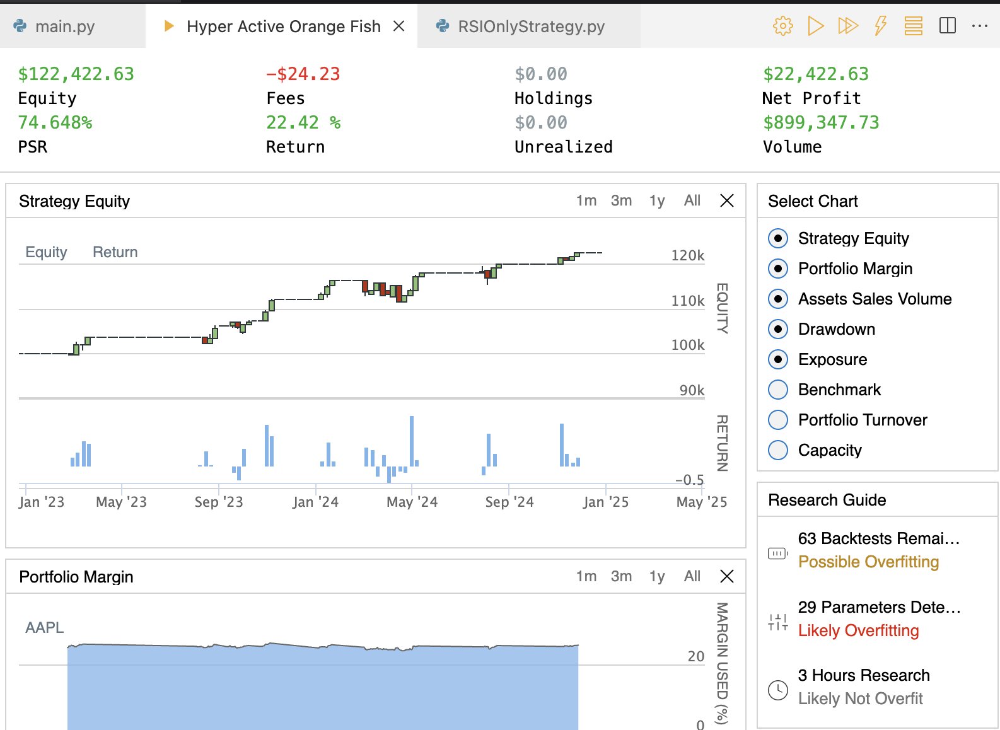 main.py
Hyper Active Orange Fish
RSIOnlyStrategy.py
$122,422.63
Equity
74.648%
PSR
−$24.23
Fees
22.42 %
Return
$0.00
Holdings
$0.00
Unrealized
$22,422.63
Net Profit
$899,347.73
Volume
Strategy Equity
1m 3m 1y All
Equity Return
120k
110k
100k
90k
EQUITY
RETURN
−0.5
Jan '23 May '23 Sep '23 Jan '24 May '24 Sep '24 Jan '25 May '25
Portfolio Margin
1m 3m 1y All
AAPL
20
0
MARGIN USED (%)
Select Chart
Strategy Equity
Portfolio Margin
Assets Sales Volume
Drawdown
Exposure
Benchmark
Portfolio Turnover
Capacity
Research Guide
63 Backtests Remai...
Possible Overfitting
29 Parameters Dete...
Likely Overfitting
3 Hours Research
Likely Not Overfit